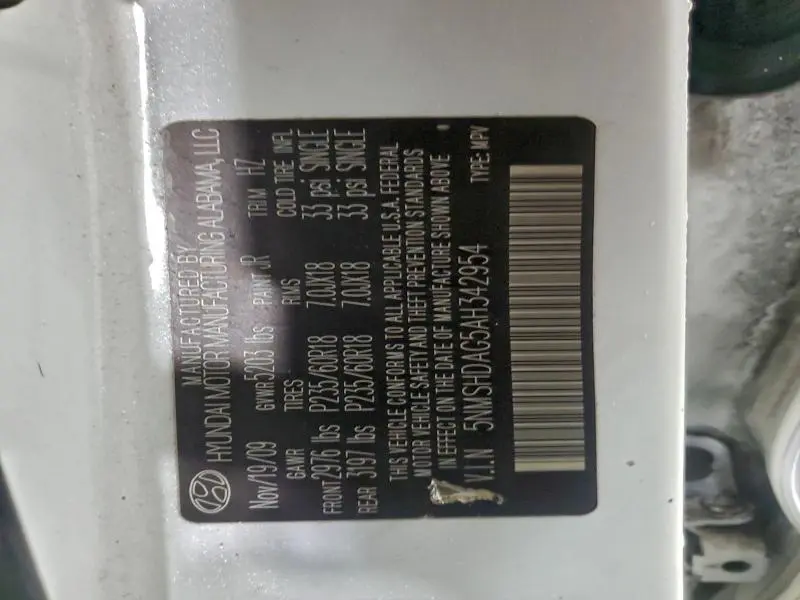 MANUFACTURED BY
HYUNDAI MOTOR MANUFACTURING ALABAMA, LLC
Nov/19/09 GVWR 5203 lbs PAINT JR TRIM HZ
GAWR TIRES RMS COLD TIRE INFL
FRONT 2976 lbs P235/60R18 7.0JX18 33 psi: SINGLE
REAR 3197 lbs P235/60R18 7.0JX18 33 psi: SINGLE
THIS VEHICLE CONFORMS TO ALL APPLICABLE U.S.A. FEDERAL
MOTOR VEHICLE SAFETY AND THEFT PREVENTION STANDARDS
IN EFFECT ON THE DATE OF MANUFACTURE SHOWN ABOVE
V.I.N 5NMSHDAG5AH342954 TYPE: MPV